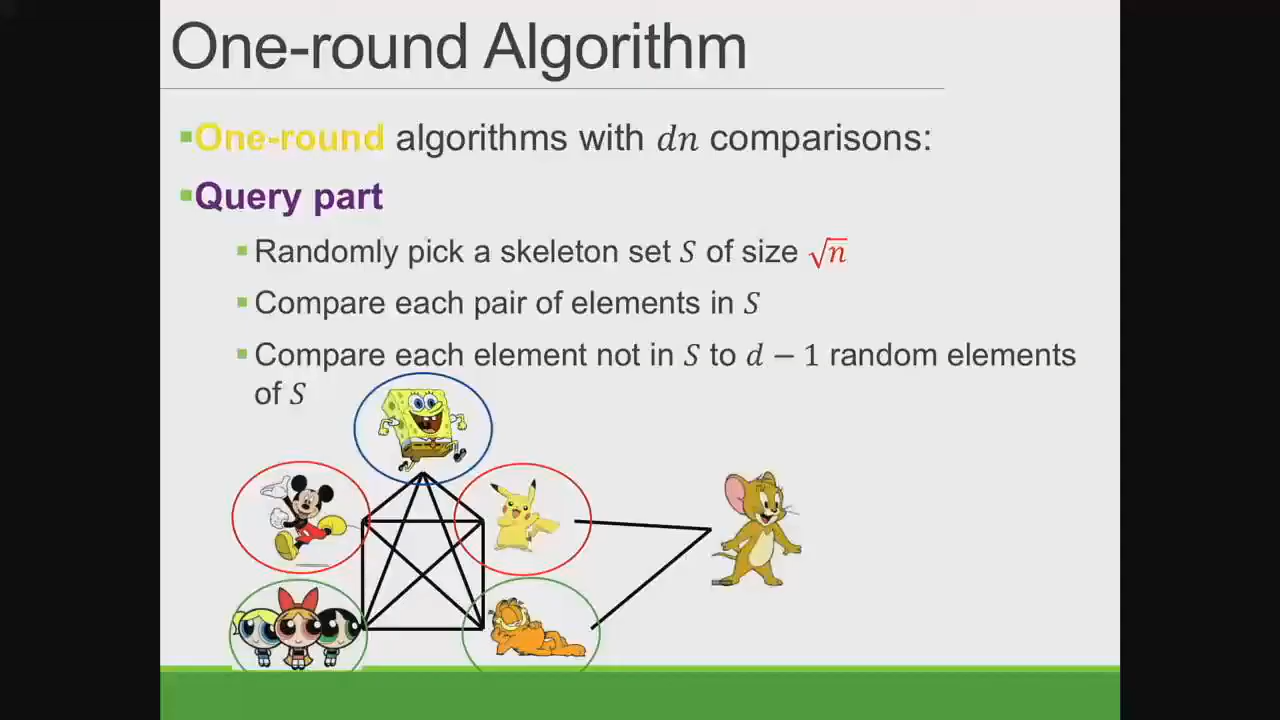 One-round Algorithm
One-round algorithms with dn comparisons:
Query part
Randomly pick a skeleton set S of size √n
Compare each pair of elements in S
Compare each element not in S to d − 1 random elements
of S